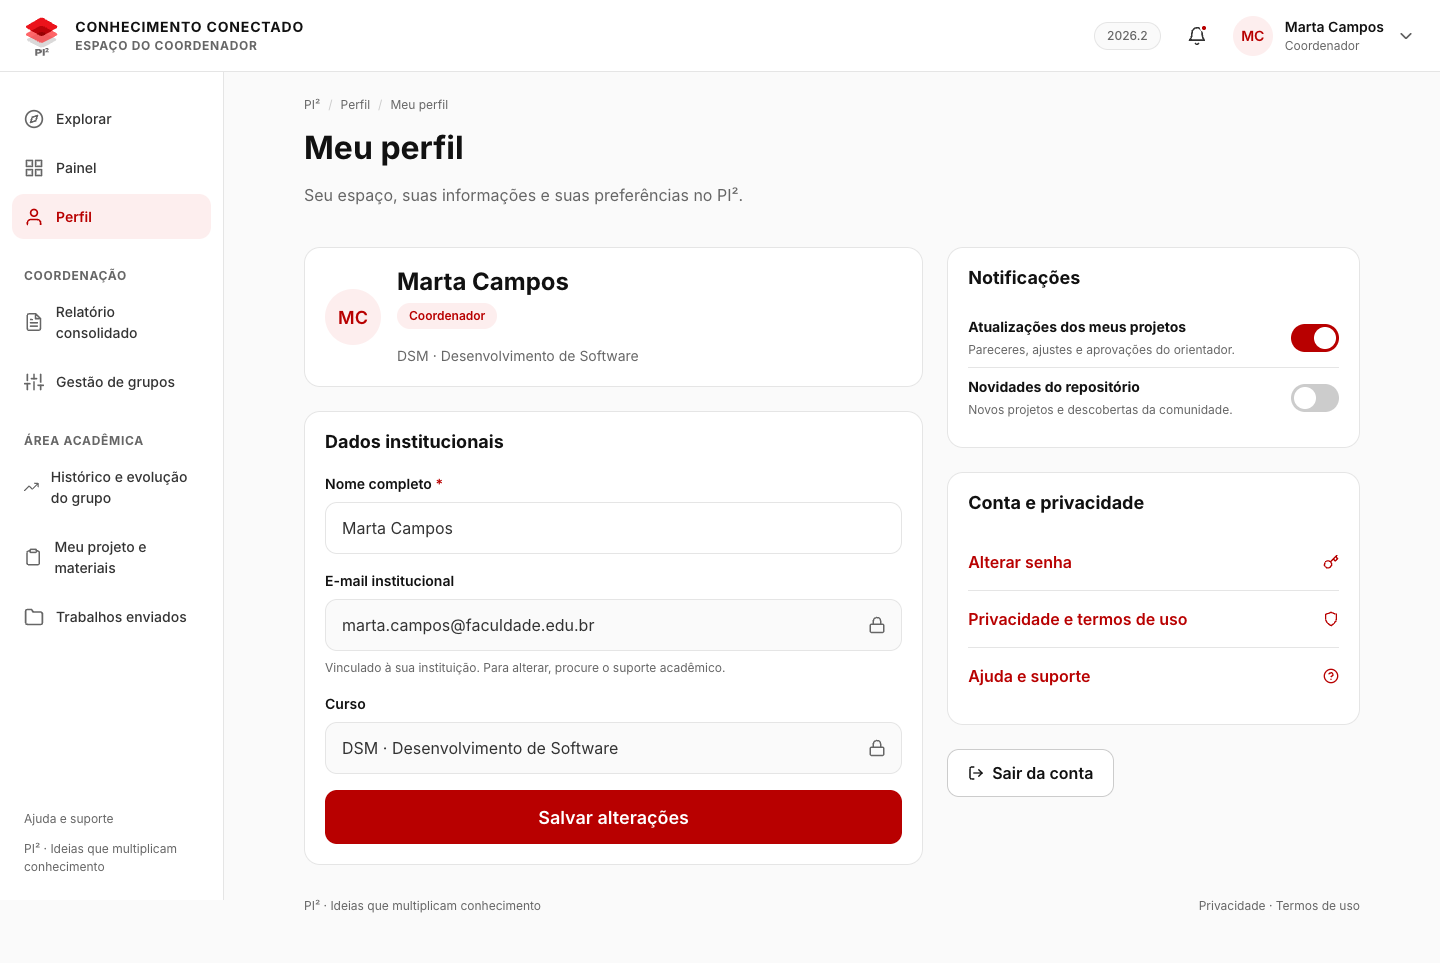 CONHECIMENTO CONECTADO
ESPAÇO DO COORDENADOR
PI²
2026.2
MC
Marta Campos
Coordenador
Explorar
Painel
Perfil
COORDENAÇÃO
Relatório
consolidado
Gestão de grupos
ÁREA ACADÊMICA
Histórico e evolução
do grupo
Meu projeto e
materiais
Trabalhos enviados
Ajuda e suporte
PI² · Ideias que multiplicam
conhecimento
PI² / Perfil / Meu perfil
Meu perfil
Seu espaço, suas informações e suas preferências no PI².
MC
Marta Campos
Coordenador
DSM · Desenvolvimento de Software
Dados institucionais
Nome completo *
Marta Campos
E-mail institucional
marta.campos@faculdade.edu.br
Vinculado à sua instituição. Para alterar, procure o suporte acadêmico.
Curso
DSM · Desenvolvimento de Software
Salvar alterações
Notificações
Atualizações dos meus projetos
Pareceres, ajustes e aprovações do orientador.
Novidades do repositório
Novos projetos e descobertas da comunidade.
Conta e privacidade
Alterar senha
Privacidade e termos de uso
Ajuda e suporte
Sair da conta
PI² · Ideias que multiplicam conhecimento
Privacidade · Termos de uso